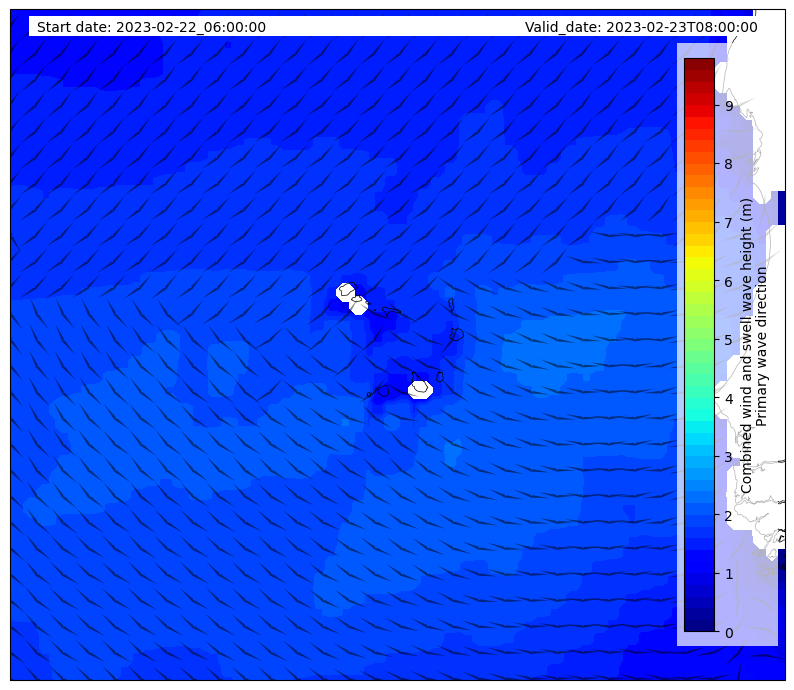 Start date: 2023-02-22_06:00:00
Valid_date: 2023-02-23T08:00:00
9
8
7
6
5
4
3
2
1
0
Combined wind and swell wave height (m)
Primary wave direction